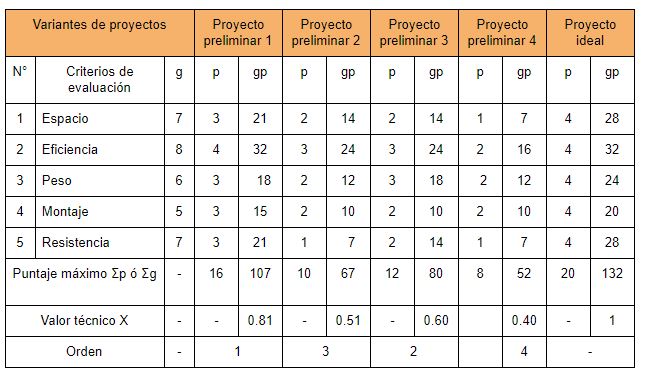 Variantes de proyectos Proyecto preliminar 1 Proyecto preliminar 2 Proyecto preliminar 3 Proyecto preliminar 4 Proyecto ideal
N° Criterios de evaluación g p gp p gp p gp p gp p gp
1 Espacio 7 3 21 2 14 2 14 1 7 4 28
2 Eficiencia 8 4 32 3 24 3 24 2 16 4 32
3 Peso 6 3 18 2 12 3 18 2 12 4 24
4 Montaje 5 3 15 2 10 2 10 2 10 4 20
5 Resistencia 7 3 21 1 7 2 14 1 7 4 28
Puntaje máximo Σp ó Σg - 16 107 10 67 12 80 8 52 20 132
Valor técnico X - - 0.81 - 0.51 - 0.60 0.40 - 1
Orden - 1 3 2 4 -